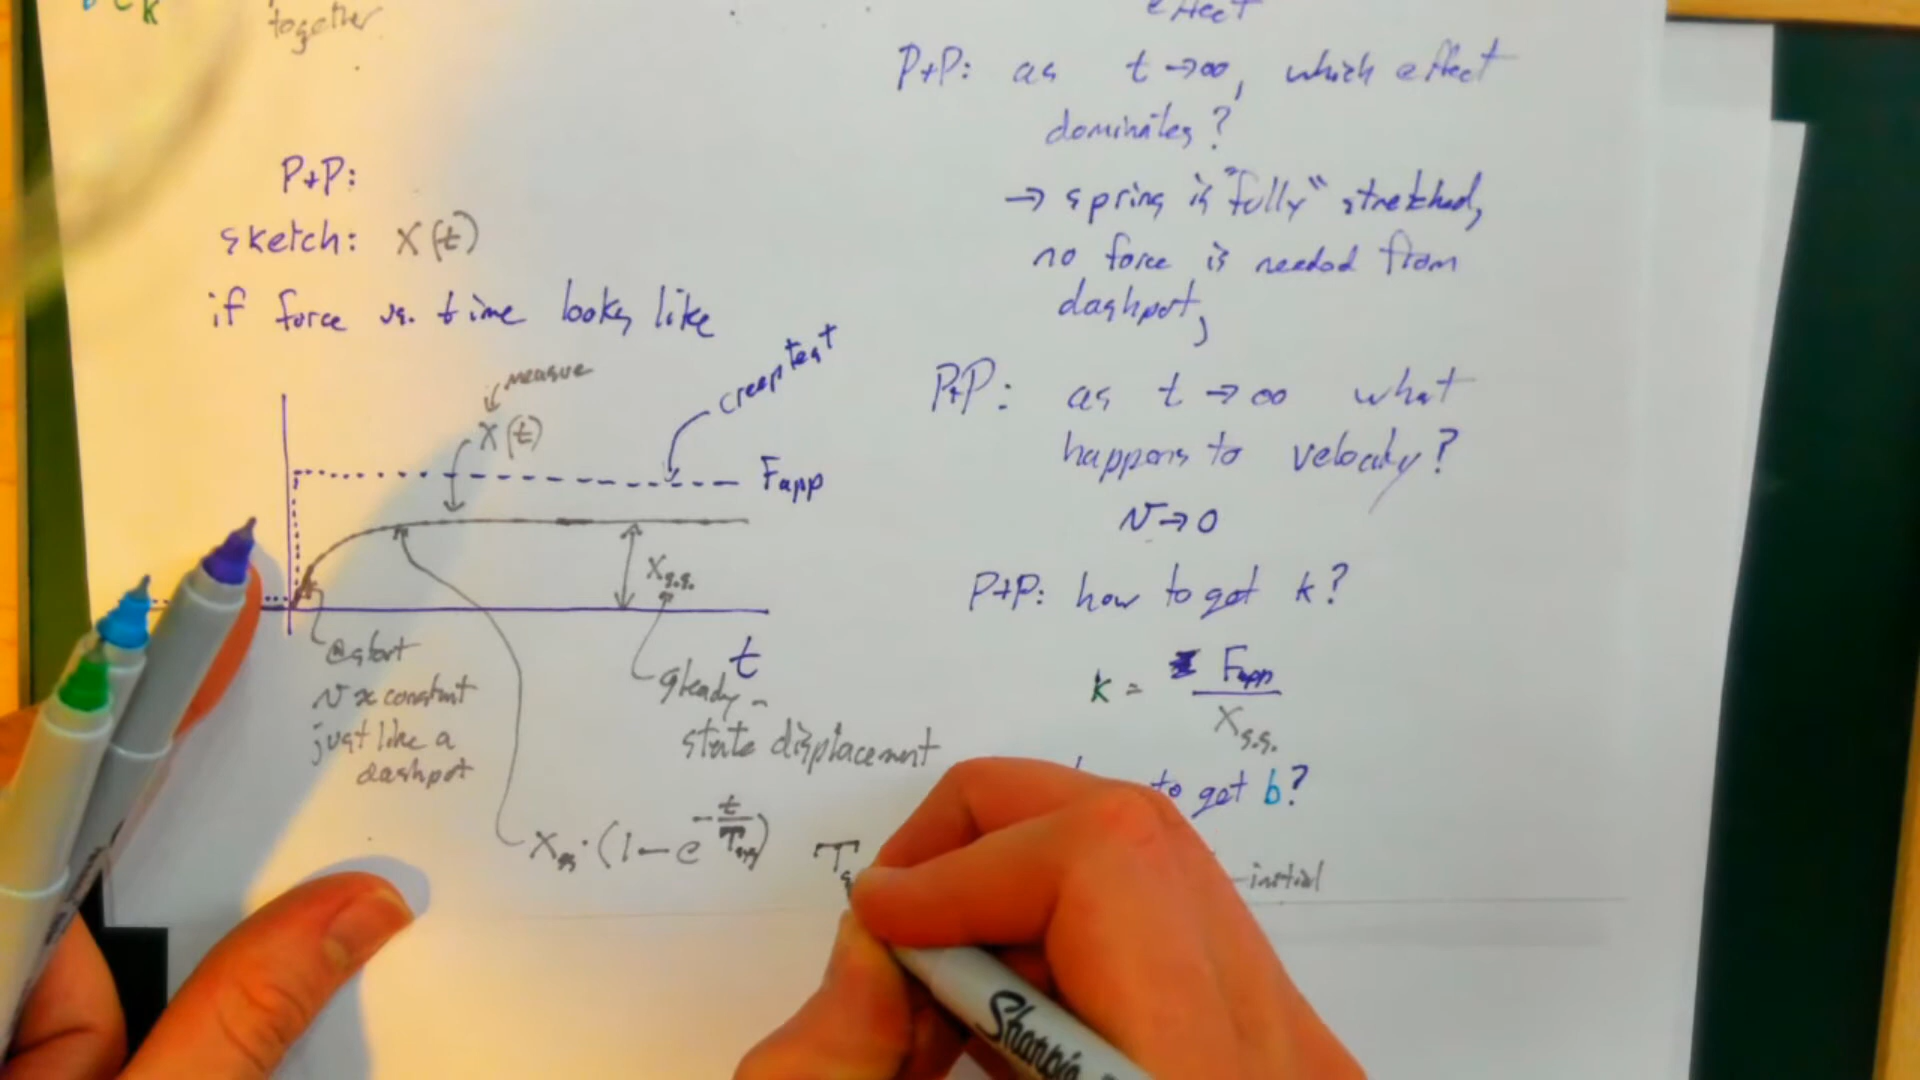 b k
together
P+P:
sketch: X(t)
if force vs. time looks like
measure
X(t)
creep test
Fapp
Xs.s.
t
@start
v ≈ constant
just like a
dashpot
steady-
state displacement
Xss·(1-e^-t/Tsys)
effect
P+P: as t→∞, which effect
dominates?
→ spring is "fully" stretched,
no force is needed from
dashpot,
P+P: as t→∞ what
happens to velocity?
v→0
P+P: how to get k?
k = Fapp
Xs.s.
to get b?
initial
Sharpie